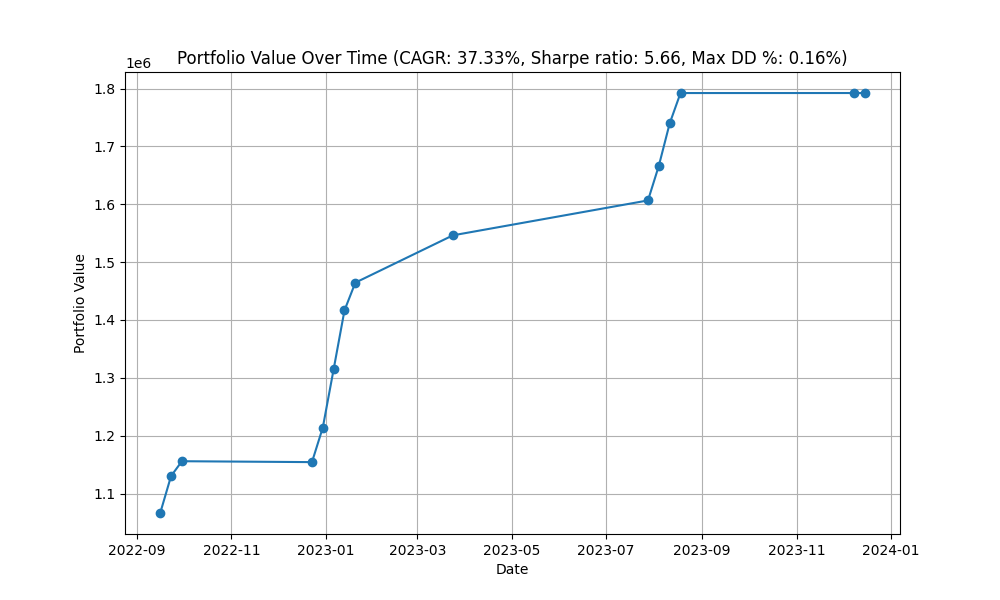 Portfolio Value Over Time (CAGR: 37.33%, Sharpe ratio: 5.66, Max DD %: 0.16%)
1e6
1.8
1.7
1.6
1.5
1.4
1.3
1.2
1.1
Portfolio Value
2022-09 2022-11 2023-01 2023-03 2023-05 2023-07 2023-09 2023-11 2024-01
Date